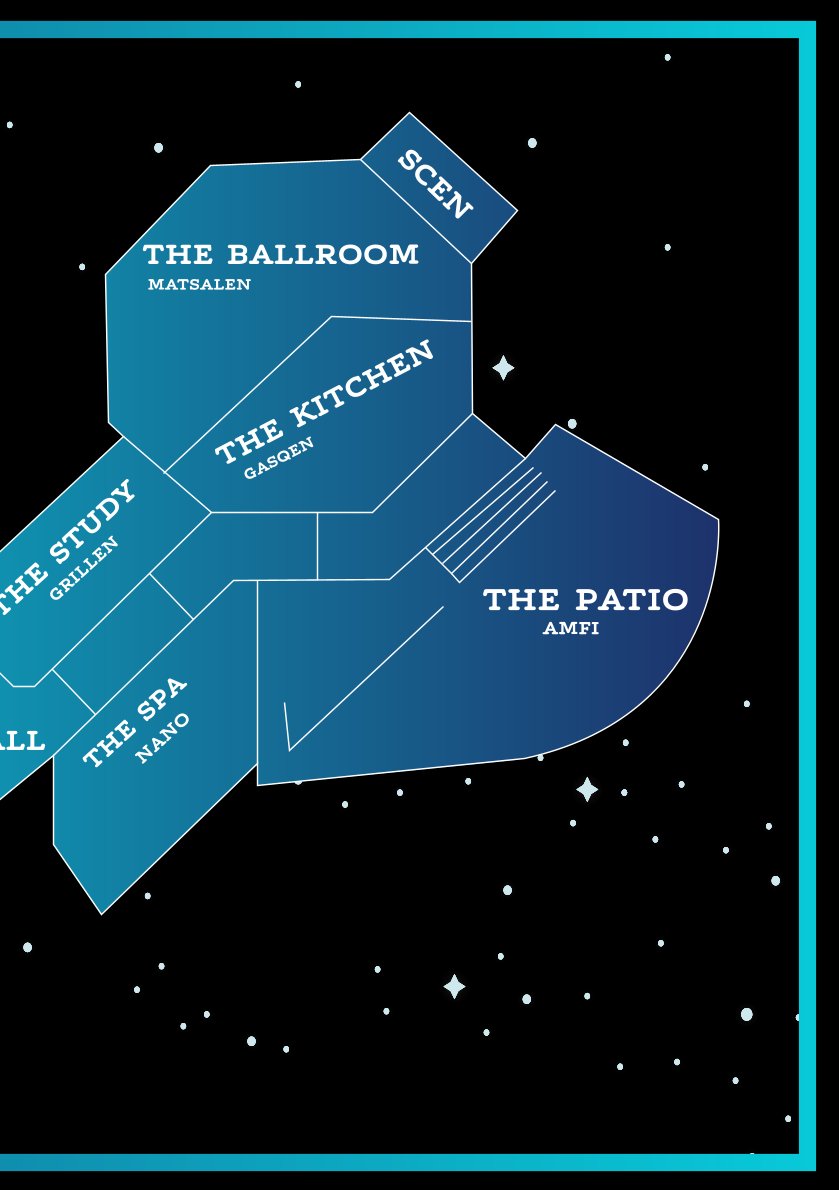 SCEN
THE BALLROOM
MATSALEN
THE KITCHEN
GASQEN
THE STUDY
GRILLEN
THE PATIO
AMFI
THE SPA
NANO
ALL